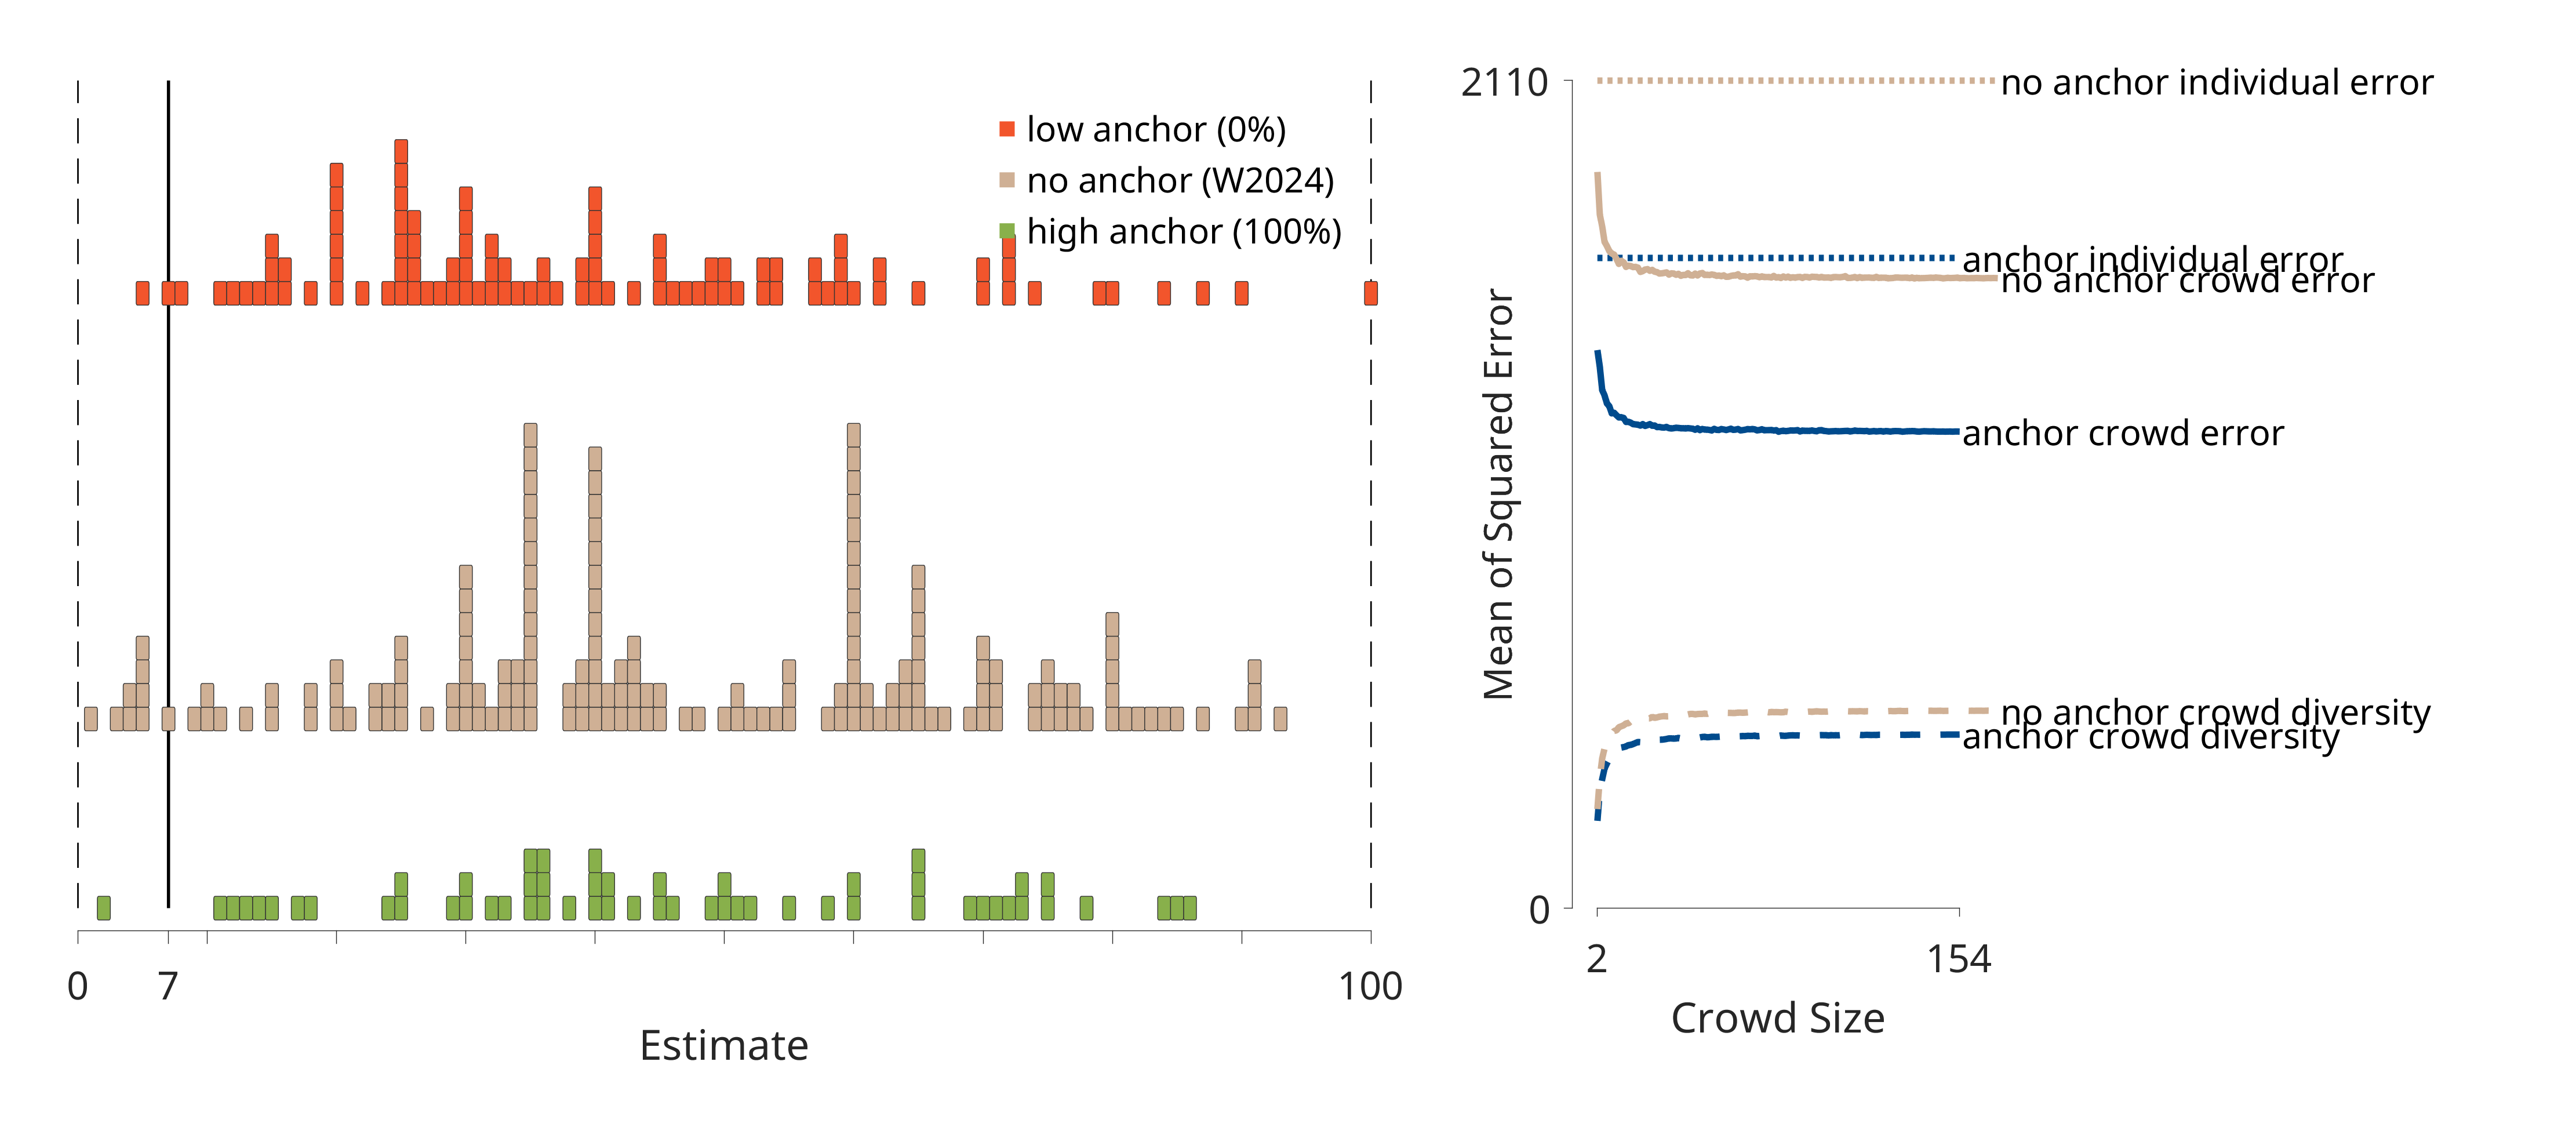 low anchor (0%)
no anchor (W2024)
high anchor (100%)
0
7
100
Estimate
2110
0
Mean of Squared Error
2
154
Crowd Size
no anchor individual error
anchor individual error
no anchor crowd error
anchor crowd error
no anchor crowd diversity
anchor crowd diversity